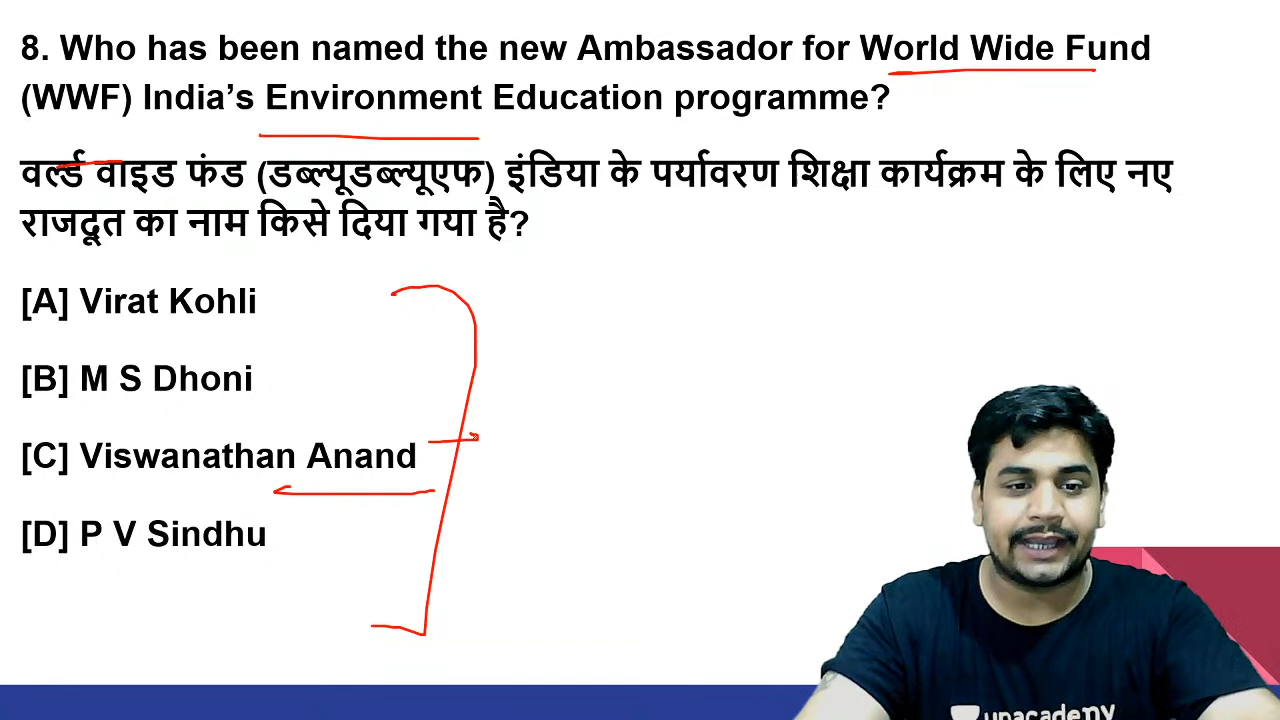 8. Who has been named the new Ambassador for World Wide Fund
(WWF) India’s Environment Education programme?
वर्ल्ड वाइड फंड (डब्ल्यूडब्ल्यूएफ) इंडिया के पर्यावरण शिक्षा कार्यक्रम के लिए नए
राजदूत का नाम किसे दिया गया है?
[A] Virat Kohli
[B] M S Dhoni
[C] Viswanathan Anand
[D] P V Sindhu
unacademy